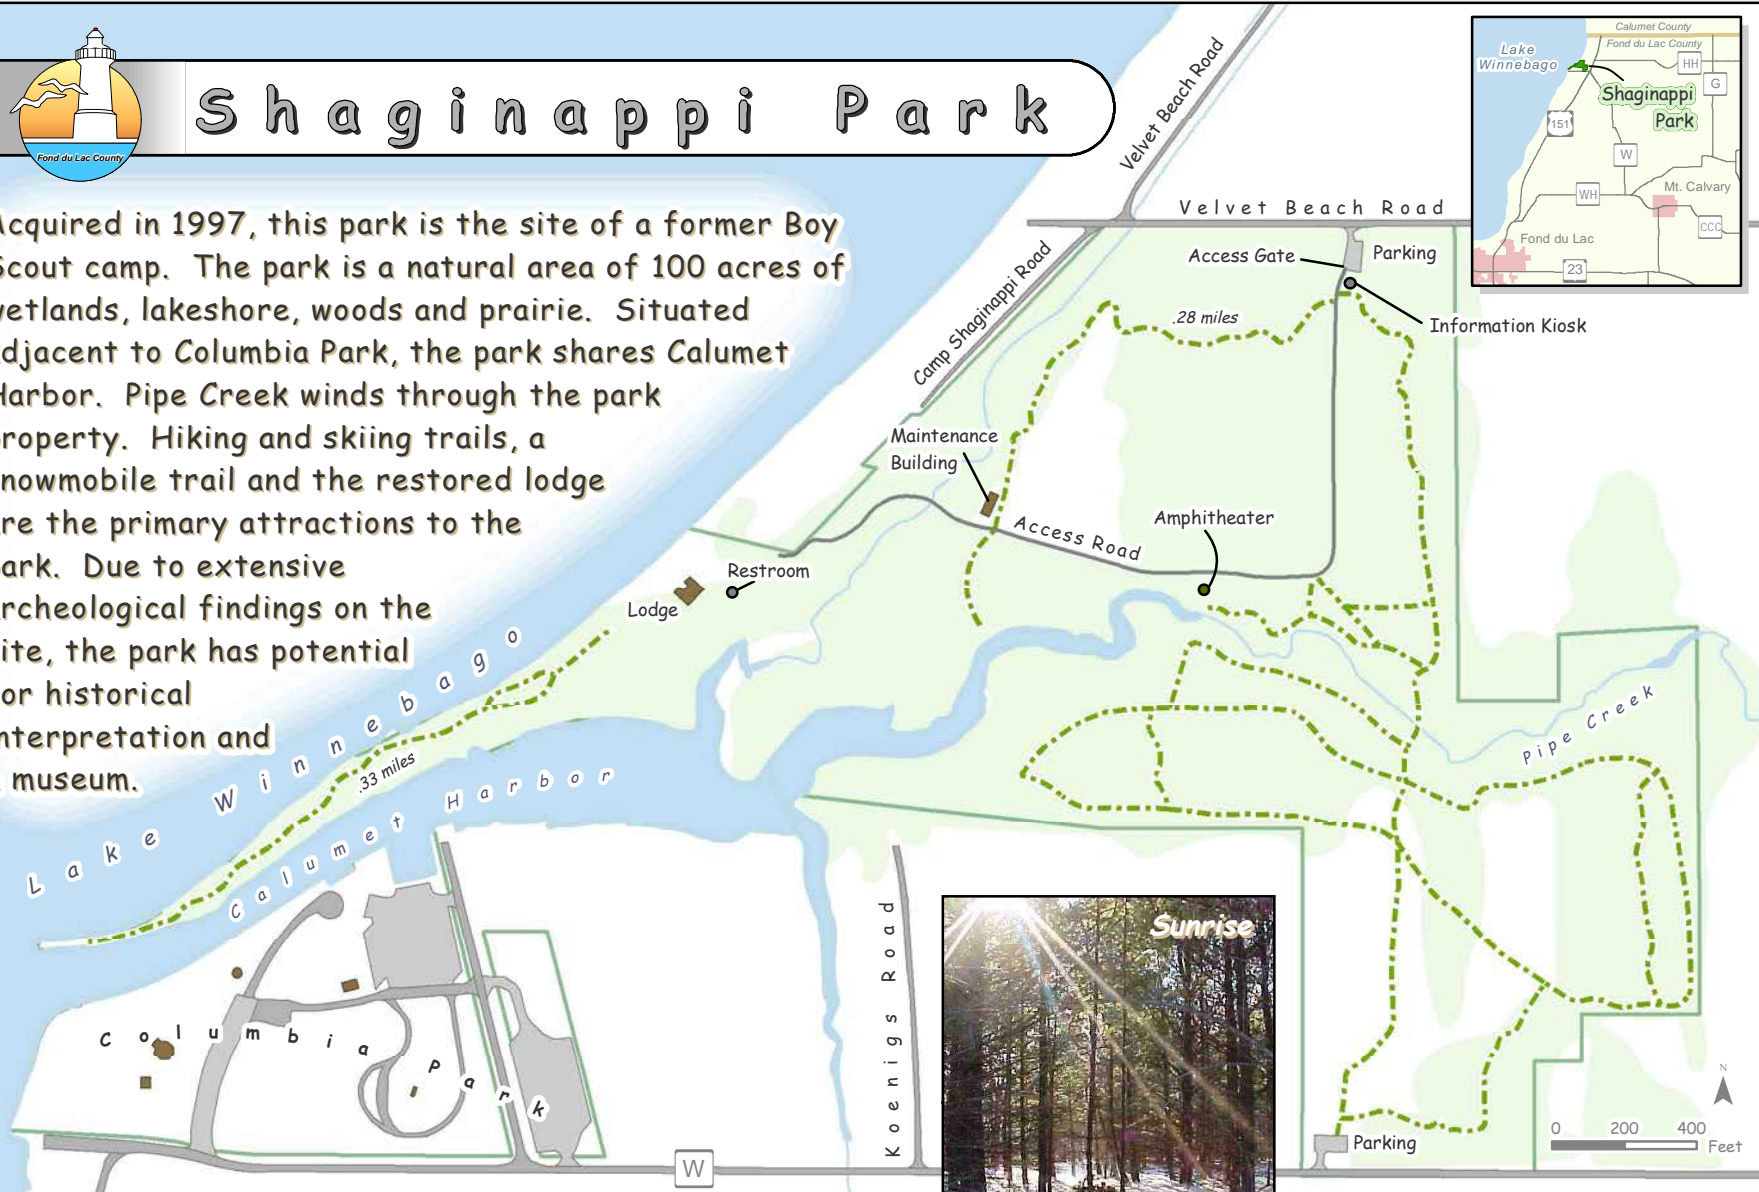 Shaginappi Park
Fond du Lac County
Acquired in 1997, this park is the site of a former Boy
Scout camp. The park is a natural area of 100 acres of
wetlands, lakeshore, woods and prairie. Situated
adjacent to Columbia Park, the park shares Calumet
Harbor. Pipe Creek winds through the park
property. Hiking and skiing trails, a
snowmobile trail and the restored lodge
are the primary attractions to the
park. Due to extensive
archeological findings on the
site, the park has potential
for historical
interpretation and
a museum.
Velvet Beach Road
Velvet Beach Road
Camp Shaginappi Road
Access Gate
Parking
Information Kiosk
.28 miles
Maintenance
Building
Access Road
Amphitheater
Restroom
Lodge
Lake Winnebago
.33 miles
Calumet Harbor
Pipe Creek
Columbia Park
Koenigs Road
W
Sunrise
Parking
N
0 200 400
Feet
Calumet County
Fond du Lac County
Lake
Winnebago
HH
G
Shaginappi
Park
151
W
WH
Mt. Calvary
CCC
Fond du Lac
23